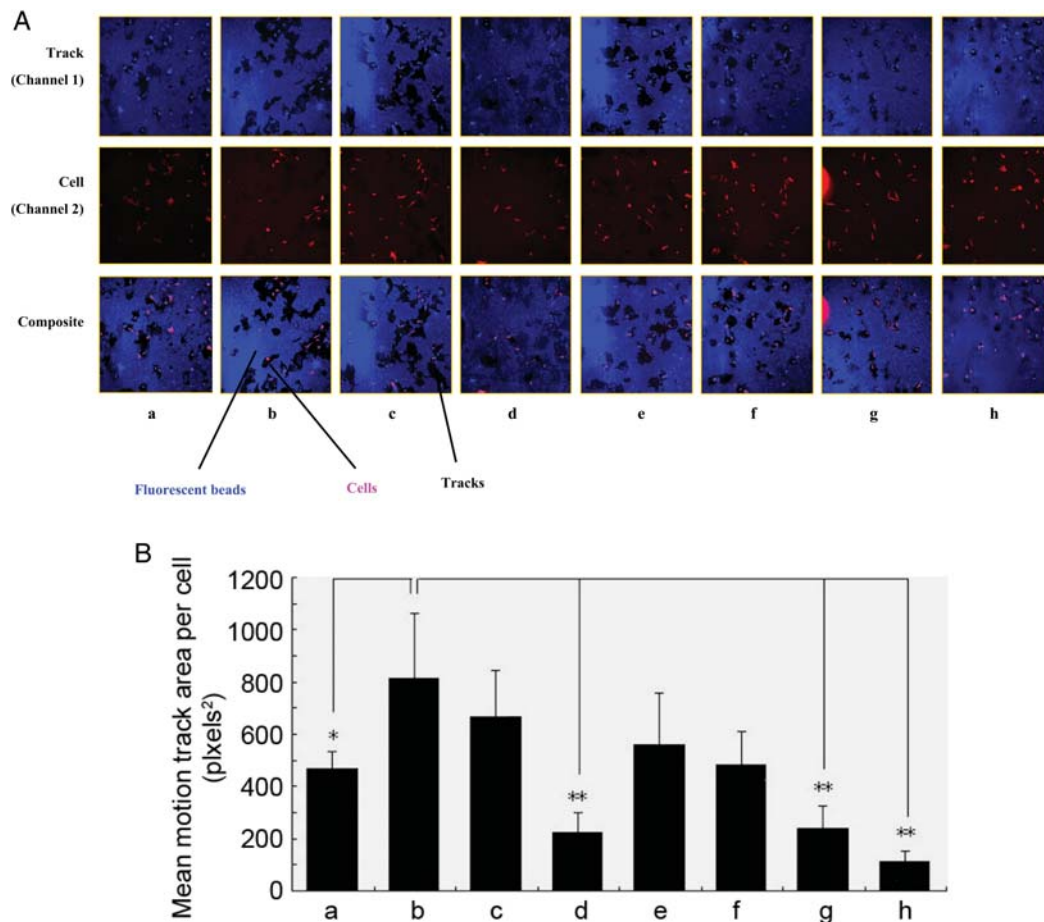 A
Track
(Channel 1)
Cell
(Channel 2)
Composite
a b c d e f g h
Fluorescent beads Cells Tracks
B
Mean motion track area per cell
(plxels²)
1200
1000
800
600
400
200
0
* ** ** **
a b c d e f g h